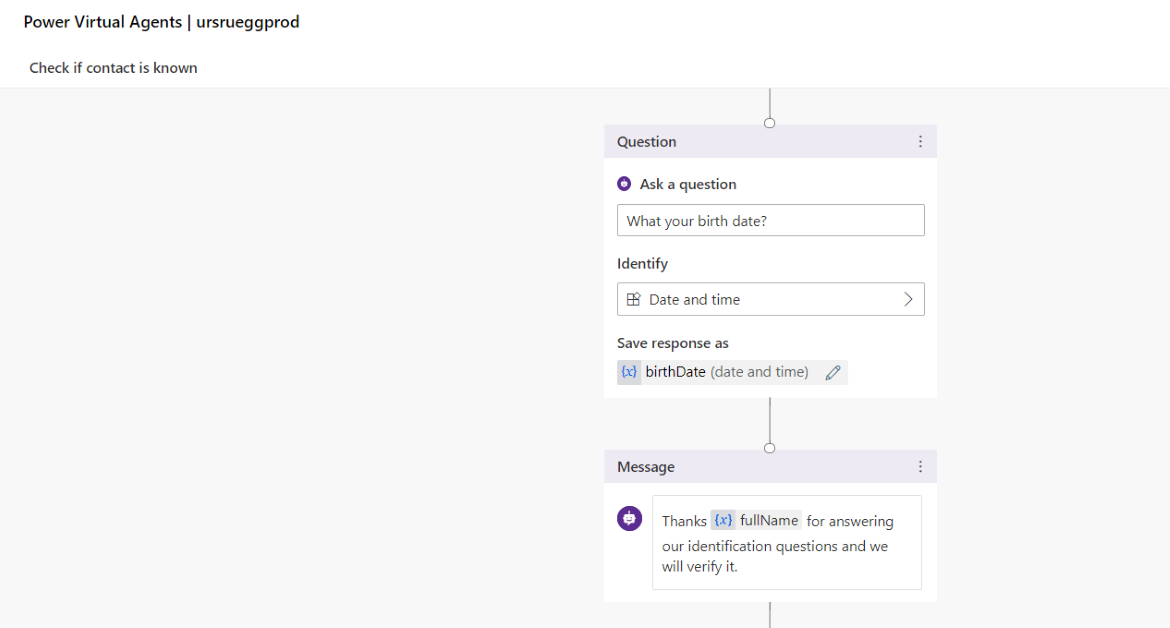 Power Virtual Agents | ursrueggprod
Check if contact is known
Question
Ask a question
What your birth date?
Identify
Date and time
Save response as
{x} birthDate (date and time)
Message
Thanks {x} fullName for answering
our identification questions and we
will verify it.